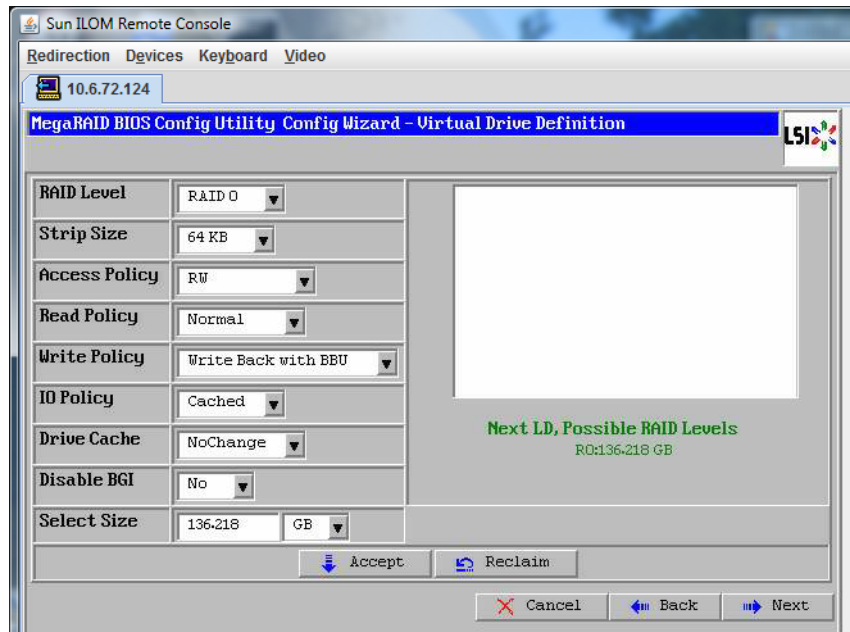 Sun ILOM Remote Console
Redirection Devices Keyboard Video
10.6.72.124
MegaRAID BIOS Config Utility Config Wizard - Virtual Drive Definition
LSI
RAID Level RAID 0
Strip Size 64 KB
Access Policy RW
Read Policy Normal
Write Policy Write Back with BBU
IO Policy Cached
Drive Cache NoChange
Disable BGI No
Select Size 136.218 GB
Next LD, Possible RAID Levels
R0:136.218 GB
Accept Reclaim
Cancel Back Next